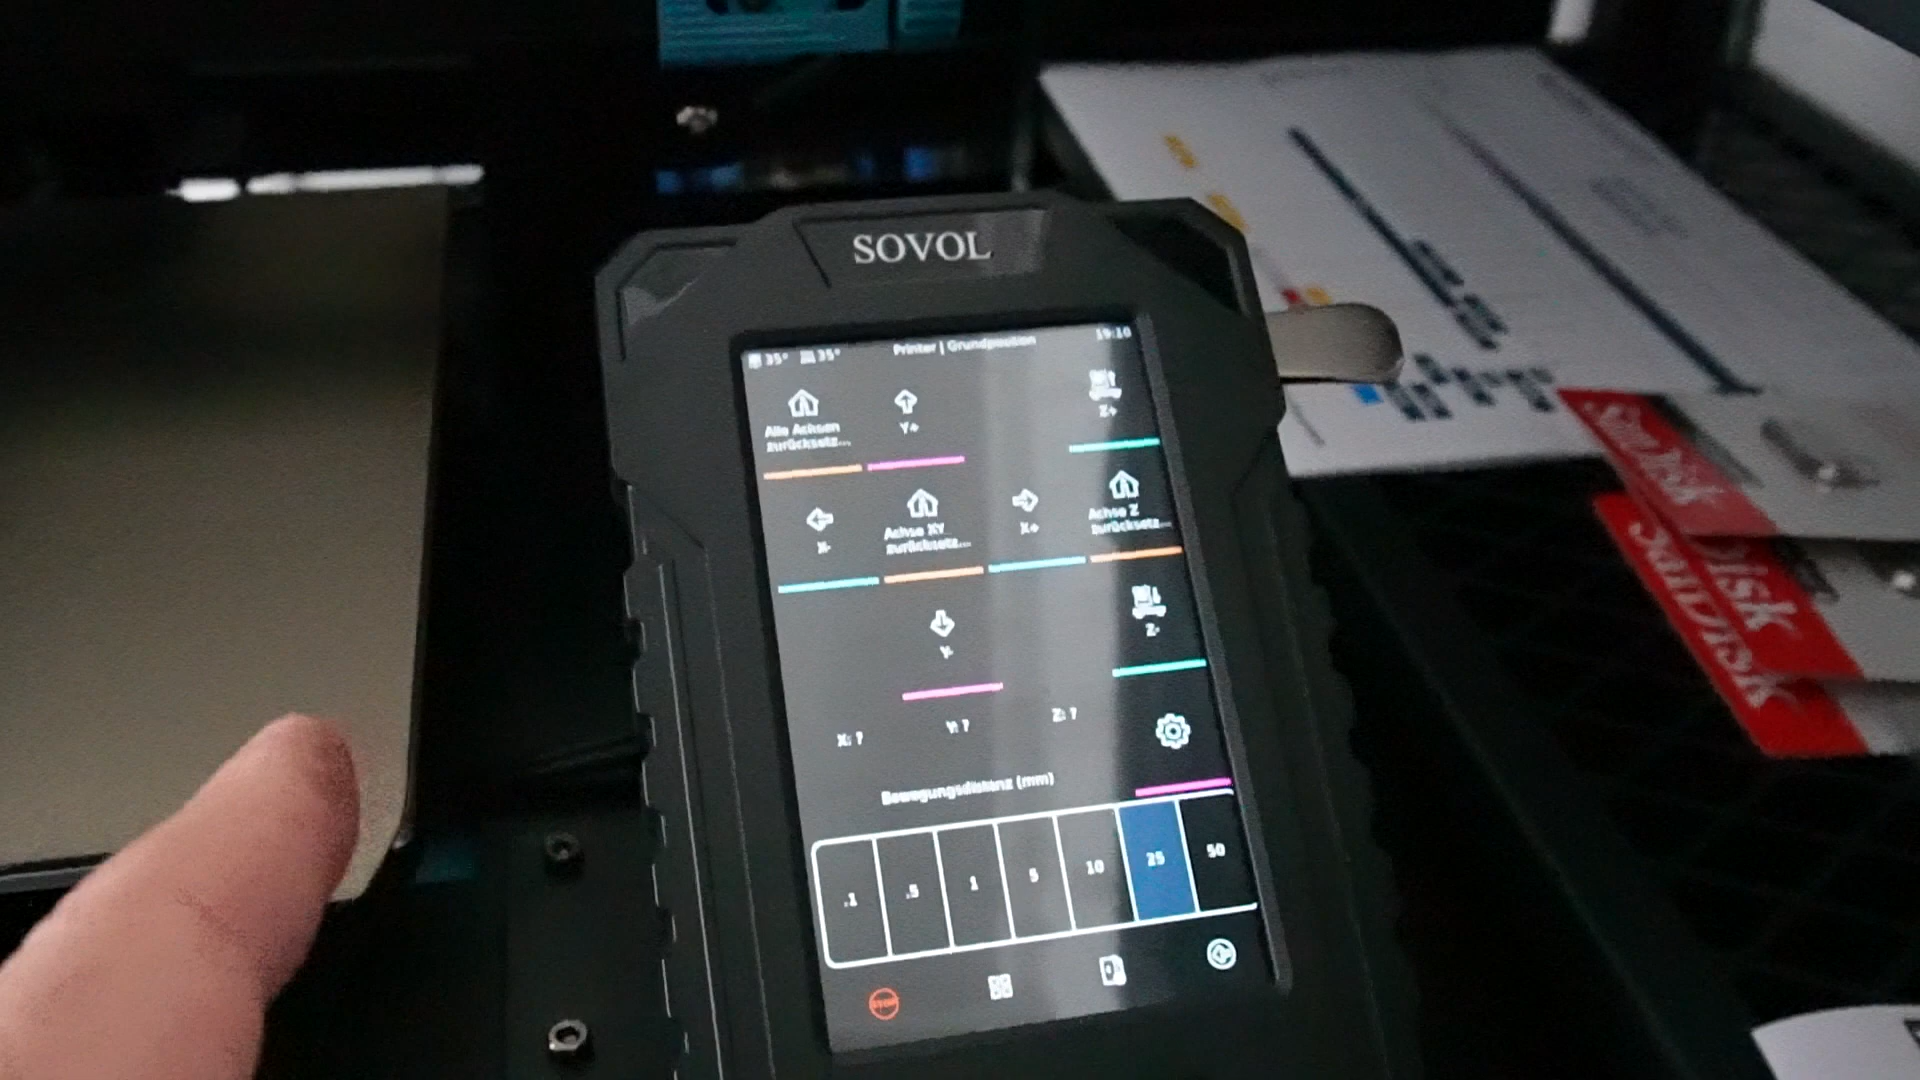 SOVOL
35° 35° Printer | Grundposition 19:10
Alle Achsen zurücksetz... Y+ Z+
X- Achse XY zurücksetz... X+ Achse Z zurücksetz...
Y- Z-
X: ? Y: ? Z: ?
Bewegungsdistanz (mm)
.1 .5 1 5 10 25 50
STOP
SanDisk
SanDisk